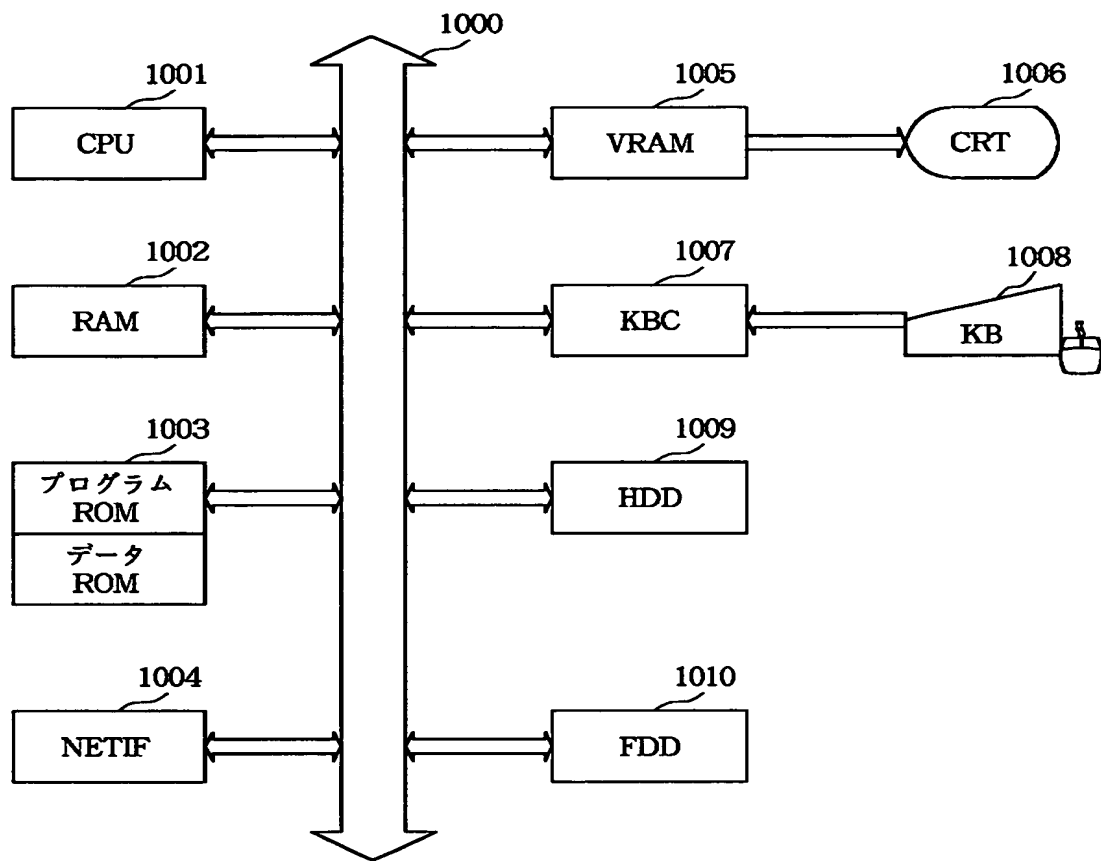 1000
1001
CPU
1005
VRAM
1006
CRT
1002
RAM
1007
KBC
1008
KB
1003
プログラム
ROM
データ
ROM
1009
HDD
1004
NETIF
1010
FDD